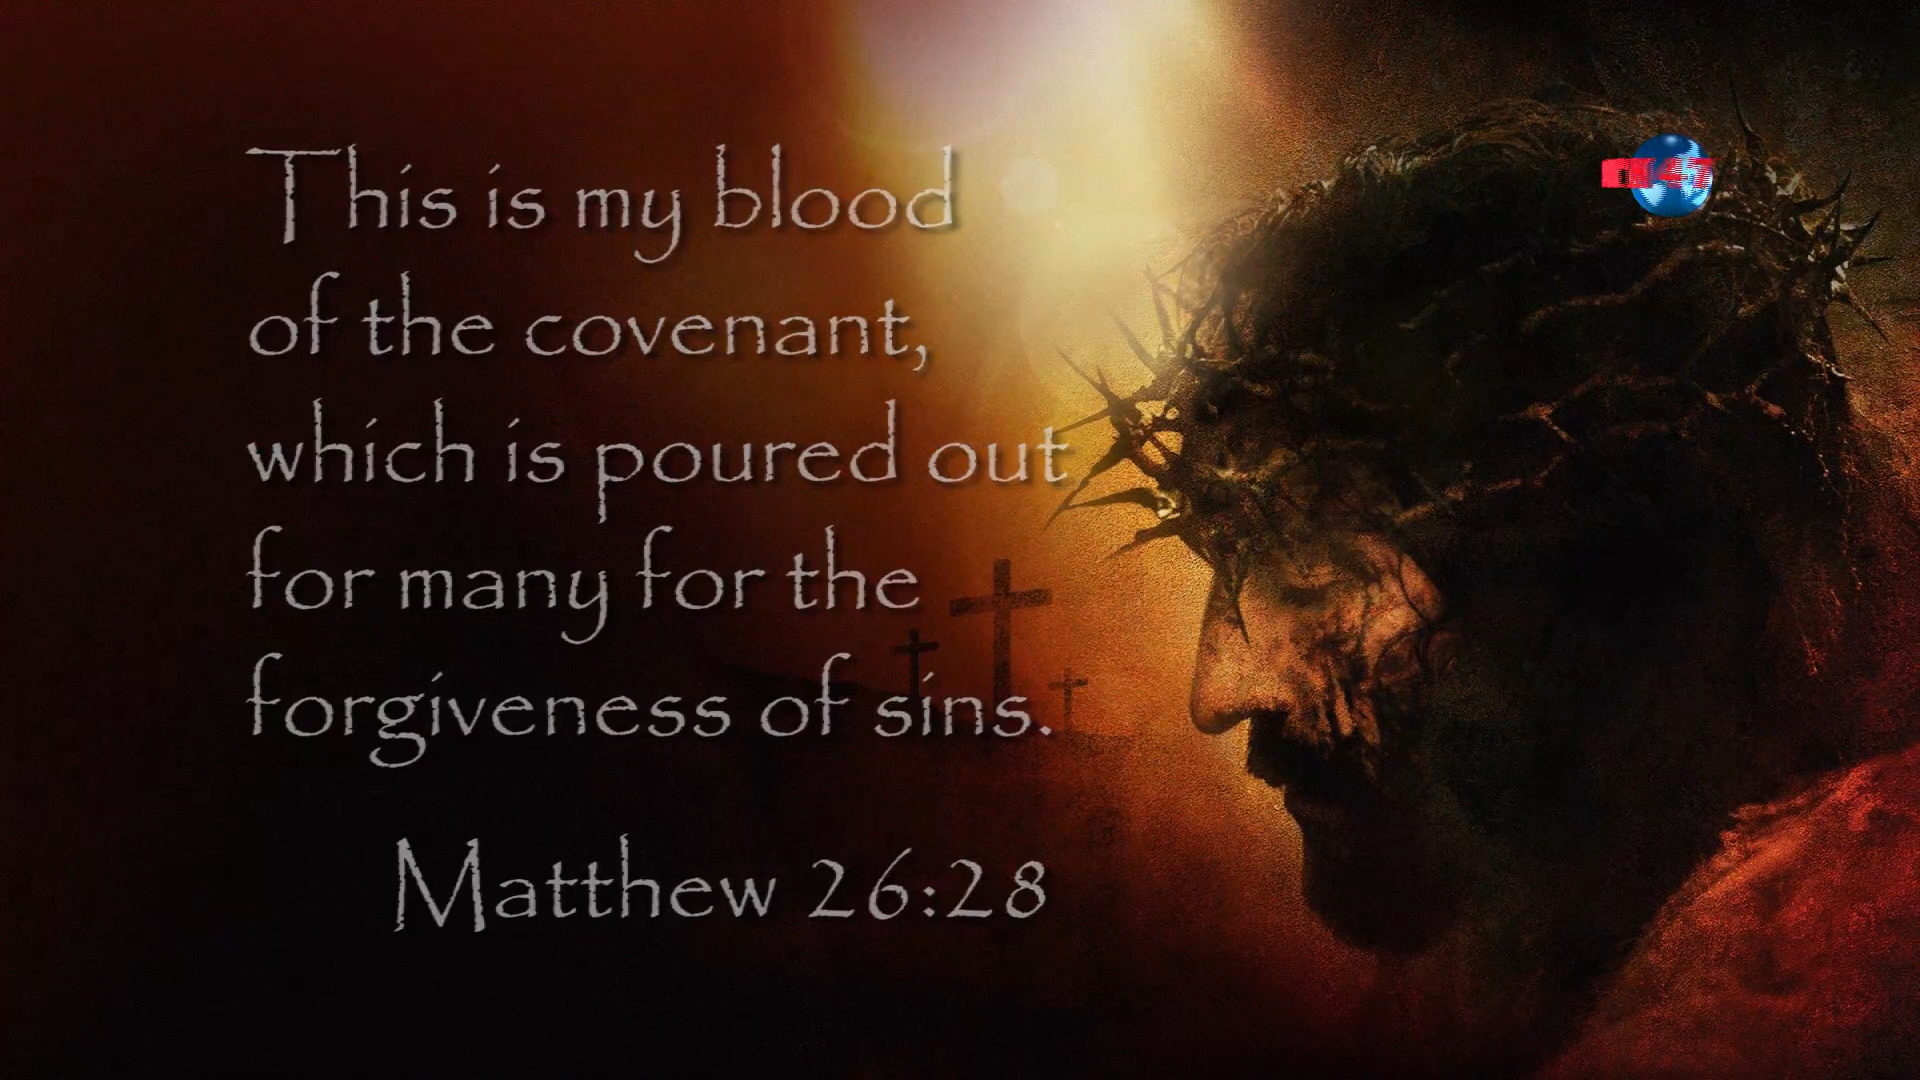 This is my blood
of the covenant,
which is poured out
for many for the
forgiveness of sins.
Matthew 26:28